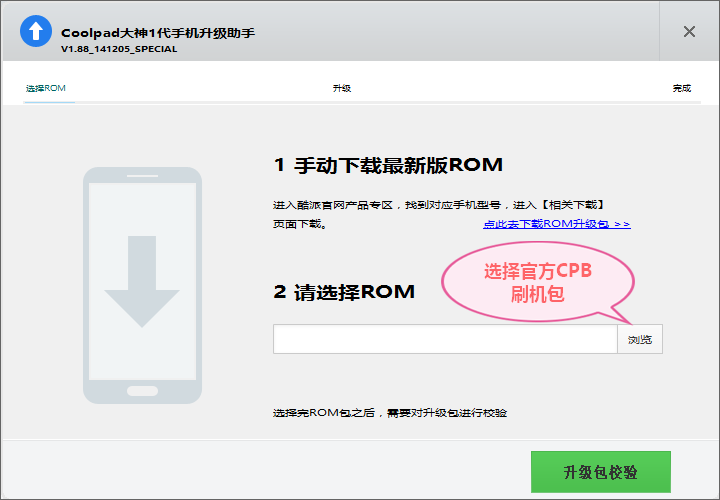 Coolpad大神1代手机升级助手
V1.88_141205_SPECIAL
选择ROM
升级
完成
1 手动下载最新版ROM
进入酷派官网产品专区，找到对应手机型号，进入【相关下载】
页面下载。
点此去下载ROM升级包 >>
选择官方CPB
刷机包
2 请选择ROM
浏览
选择完ROM包之后，需要对升级包进行校验
升级包校验